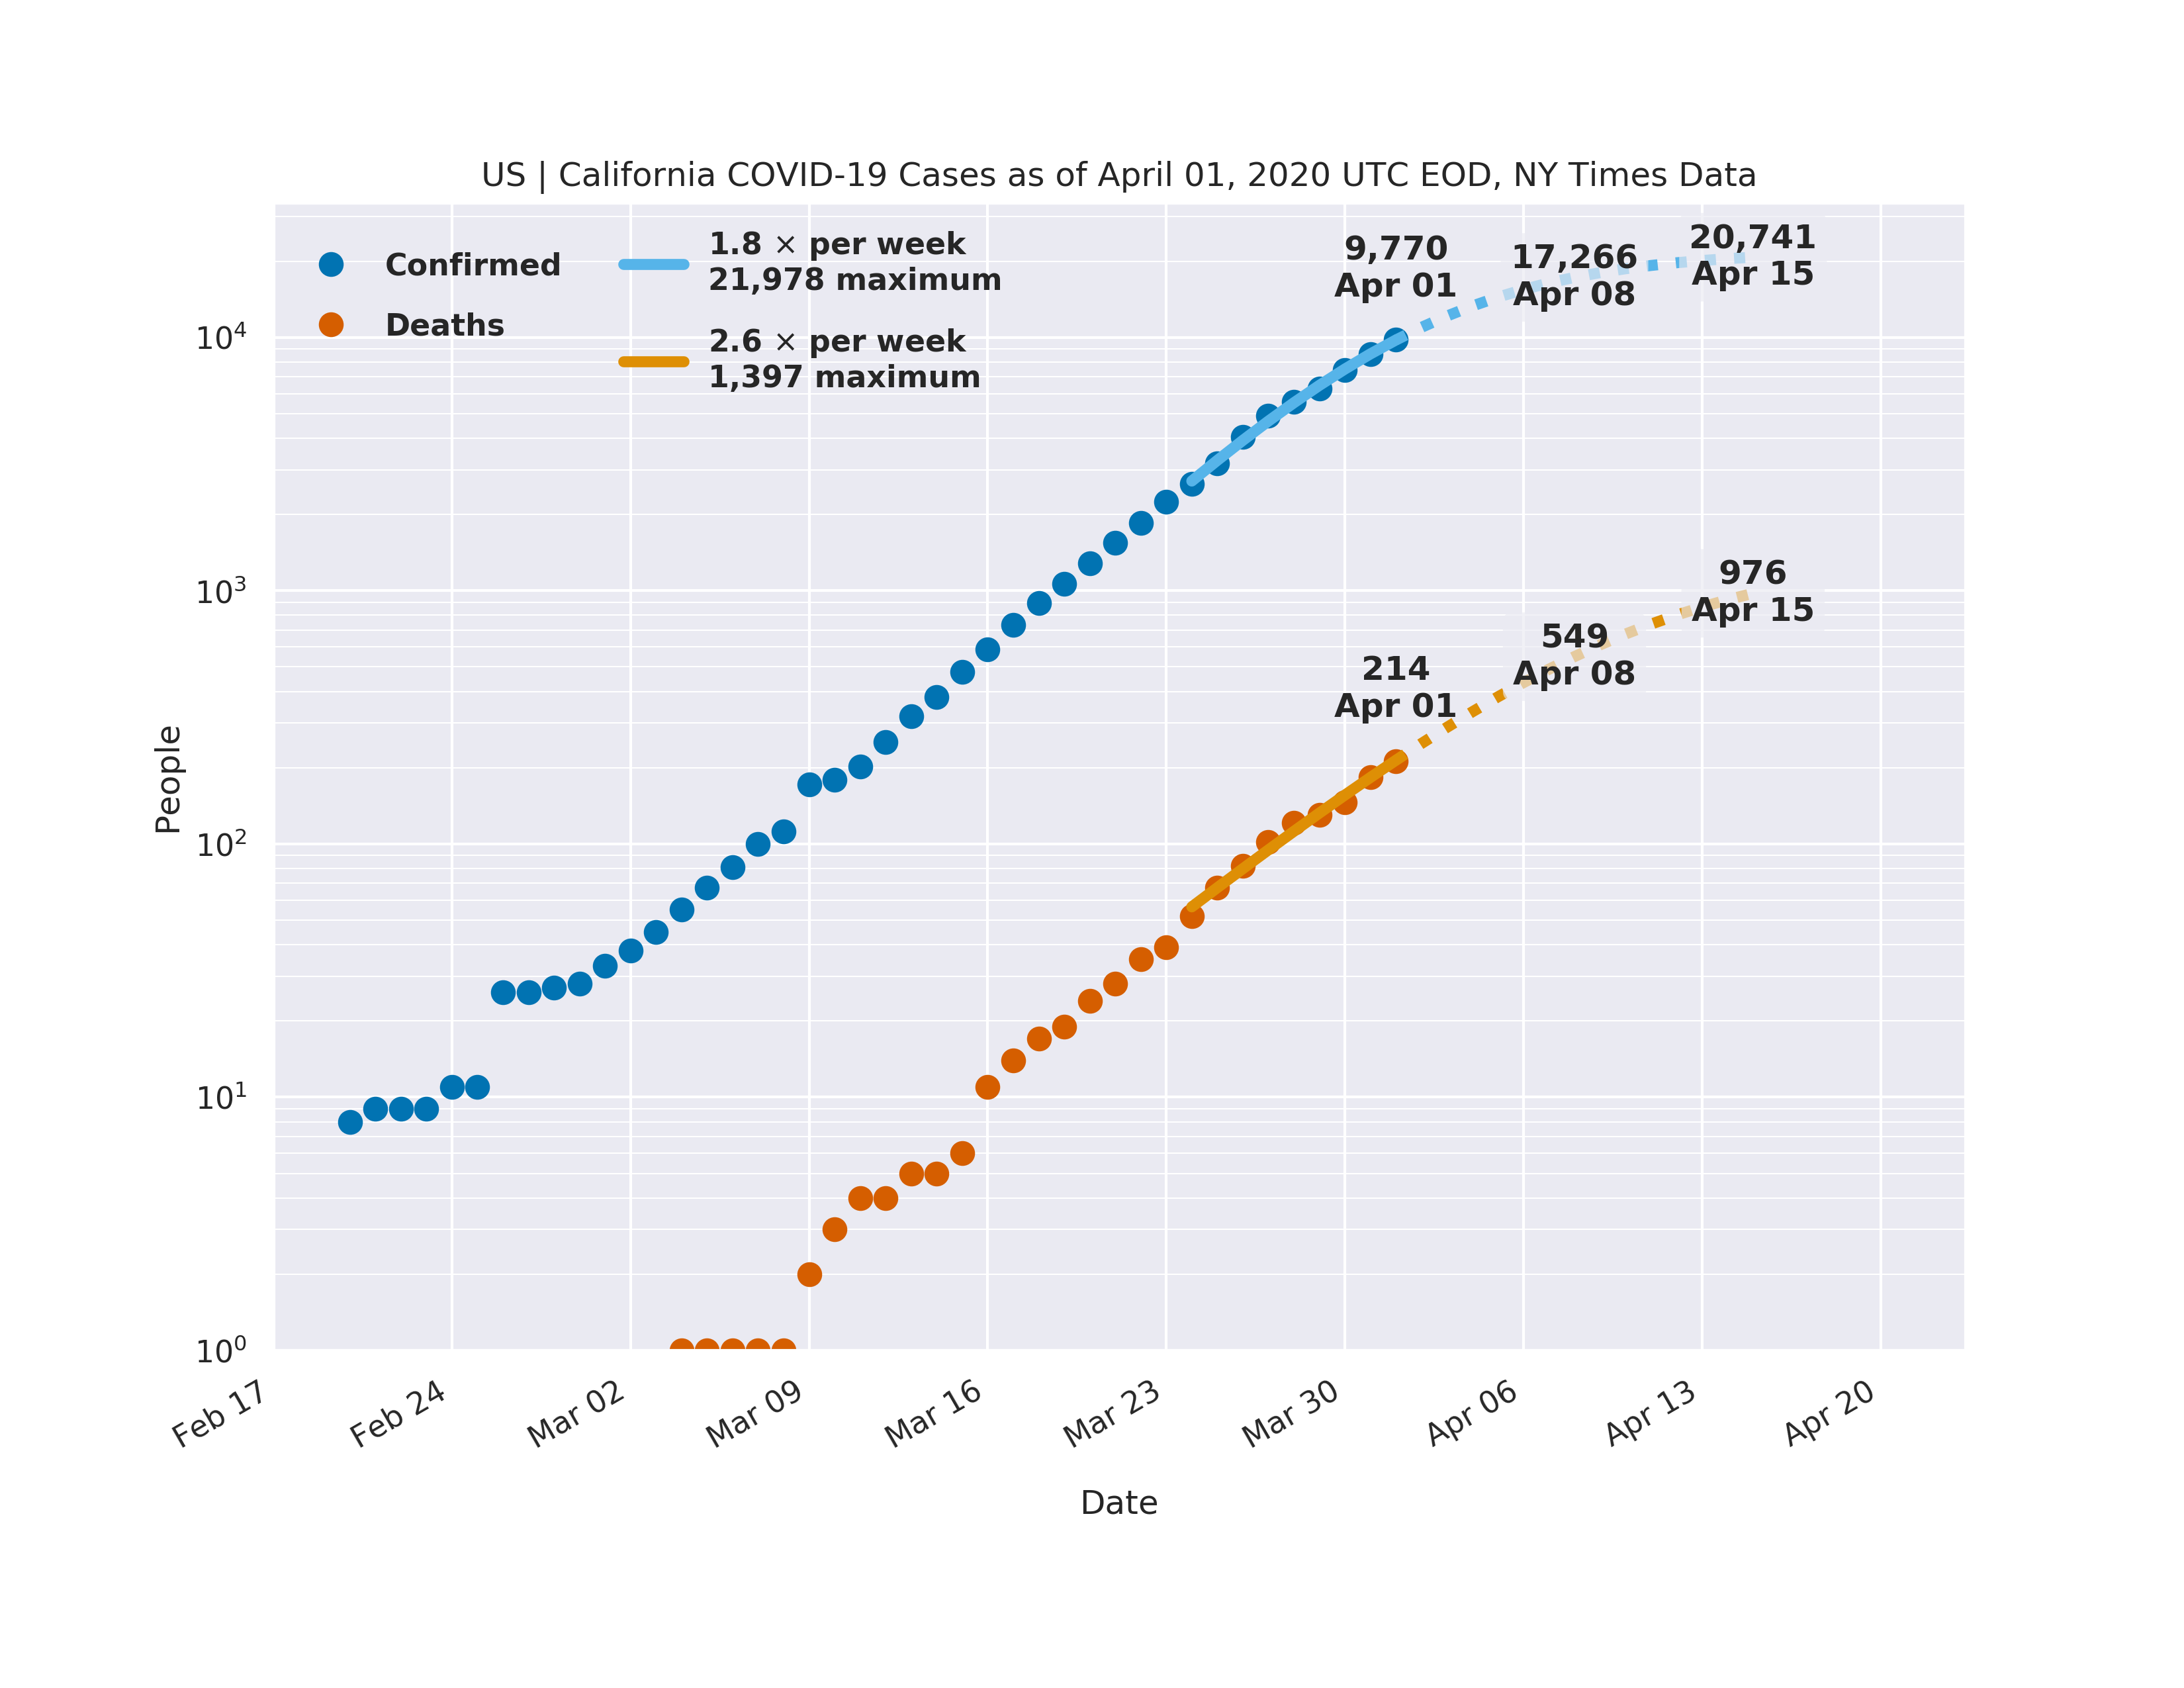 US | California COVID-19 Cases as of April 01, 2020 UTC EOD, NY Times Data
Confirmed
Deaths
1.8 × per week
21,978 maximum
2.6 × per week
1,397 maximum
9,770
Apr 01
17,266
Apr 08
20,741
Apr 15
214
Apr 01
549
Apr 08
976
Apr 15
People
10⁴
10³
10²
10¹
10⁰
Feb 17
Feb 24
Mar 02
Mar 09
Mar 16
Mar 23
Mar 30
Apr 06
Apr 13
Apr 20
Date